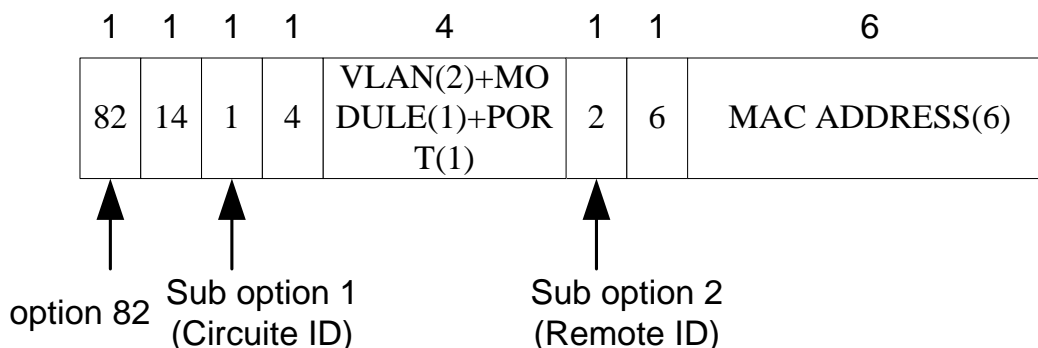 1 1 1 1 4 1 1 6
82 14 1 4 VLAN(2)+MO
DULE(1)+POR
T(1) 2 6 MAC ADDRESS(6)
option 82
Sub option 1
(Circuite ID)
Sub option 2
(Remote ID)